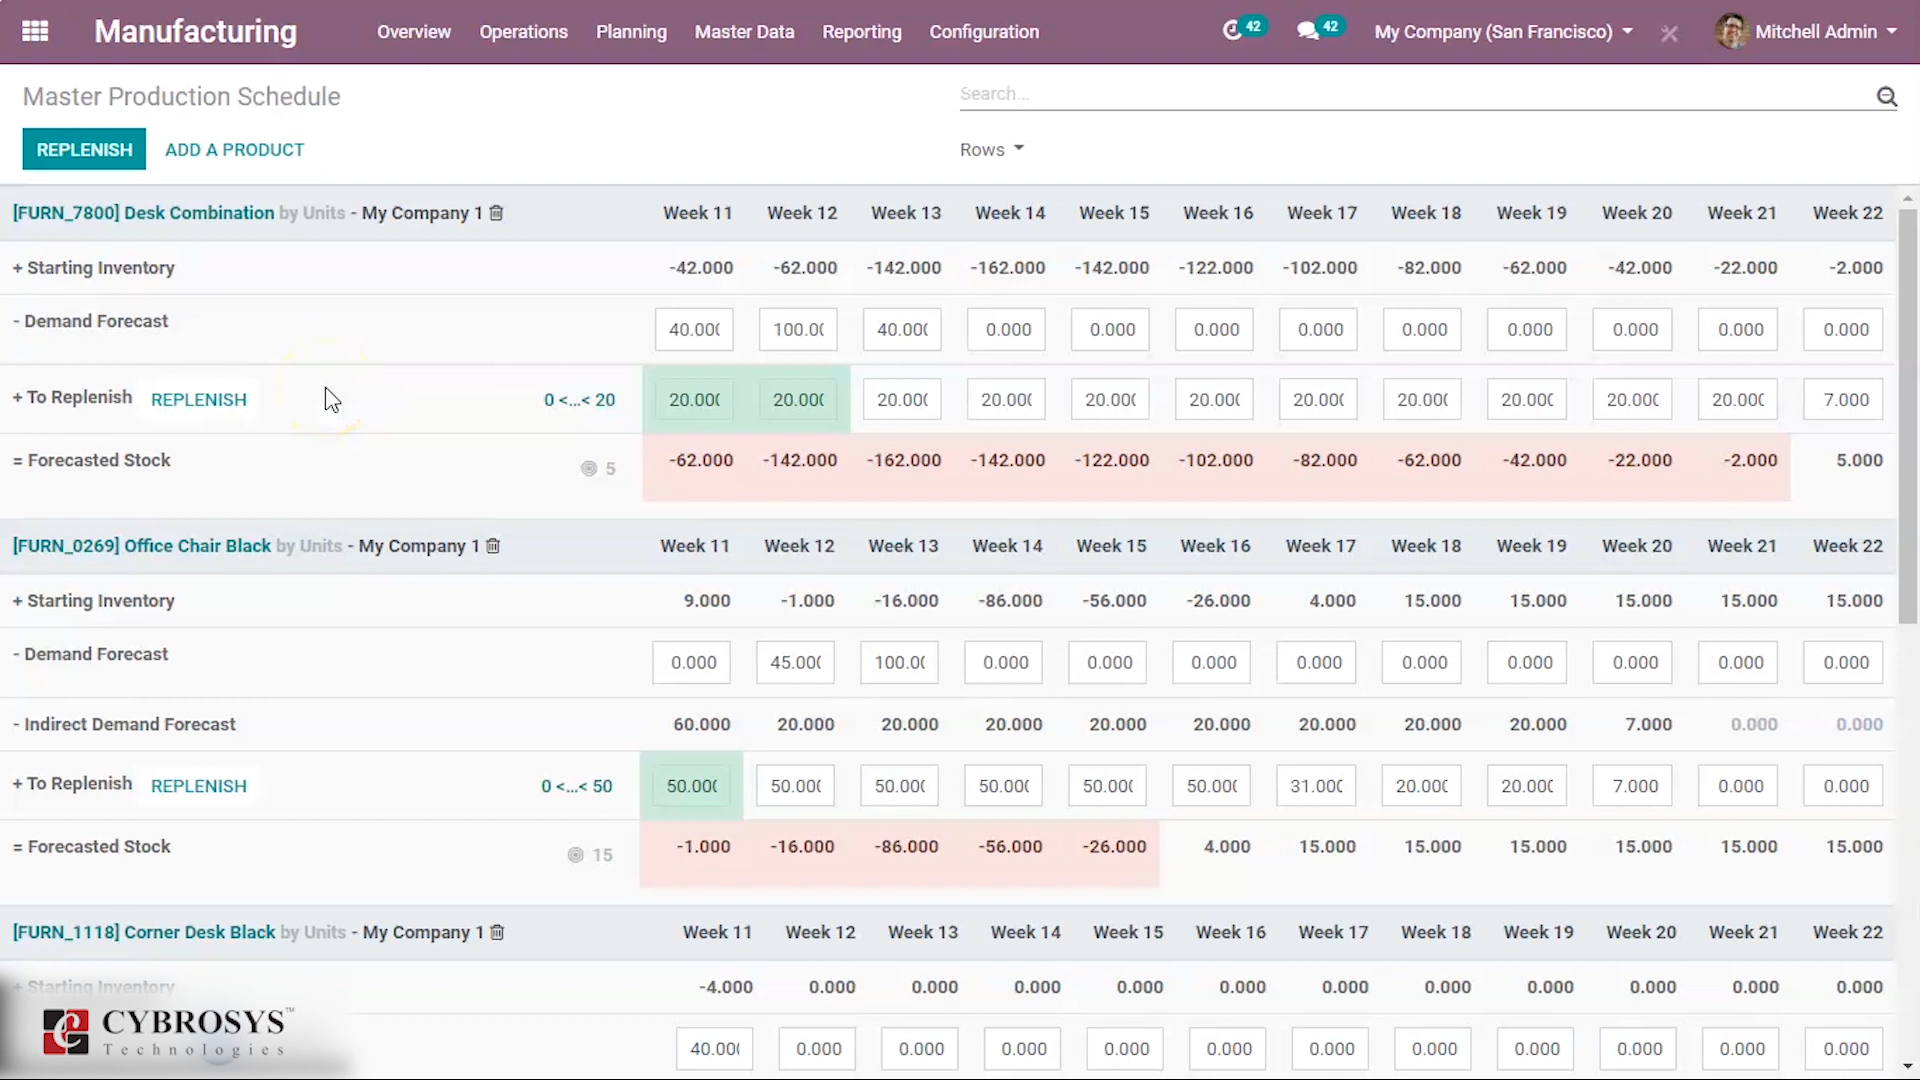 Manufacturing Overview Operations Planning Master Data Reporting Configuration 42 42 My Company (San Francisco) Mitchell Admin
Master Production Schedule Search...
REPLENISH ADD A PRODUCT Rows
[FURN_7800] Desk Combination by Units - My Company 1 Week 11 Week 12 Week 13 Week 14 Week 15 Week 16 Week 17 Week 18 Week 19 Week 20 Week 21 Week 22
+ Starting Inventory -42.000 -62.000 -142.000 -162.000 -142.000 -122.000 -102.000 -82.000 -62.000 -42.000 -22.000 -2.000
- Demand Forecast 40.00( 100.0( 40.00( 0.000 0.000 0.000 0.000 0.000 0.000 0.000 0.000 0.000
+ To Replenish REPLENISH 0 <...< 20 20.00( 20.00( 20.00( 20.00( 20.00( 20.00( 20.00( 20.00( 20.00( 20.00( 20.00( 7.000
= Forecasted Stock 5 -62.000 -142.000 -162.000 -142.000 -122.000 -102.000 -82.000 -62.000 -42.000 -22.000 -2.000 5.000
[FURN_0269] Office Chair Black by Units - My Company 1 Week 11 Week 12 Week 13 Week 14 Week 15 Week 16 Week 17 Week 18 Week 19 Week 20 Week 21 Week 22
+ Starting Inventory 9.000 -1.000 -16.000 -86.000 -56.000 -26.000 4.000 15.000 15.000 15.000 15.000 15.000
- Demand Forecast 0.000 45.00( 100.0( 0.000 0.000 0.000 0.000 0.000 0.000 0.000 0.000 0.000
- Indirect Demand Forecast 60.000 20.000 20.000 20.000 20.000 20.000 20.000 20.000 20.000 7.000 0.000 0.000
+ To Replenish REPLENISH 0 <...< 50 50.00( 50.00( 50.00( 50.00( 50.00( 50.00( 31.00( 20.00( 20.00( 7.000 0.000 0.000
= Forecasted Stock 15 -1.000 -16.000 -86.000 -56.000 -26.000 4.000 15.000 15.000 15.000 15.000 15.000 15.000
[FURN_1118] Corner Desk Black by Units - My Company 1 Week 11 Week 12 Week 13 Week 14 Week 15 Week 16 Week 17 Week 18 Week 19 Week 20 Week 21 Week 22
+ Starting Inventory -4.000 0.000 0.000 0.000 0.000 0.000 0.000 0.000 0.000 0.000 0.000 0.000
CYBROSYS™
Technologies
40.00( 0.000 0.000 0.000 0.000 0.000 0.000 0.000 0.000 0.000 0.000 0.000